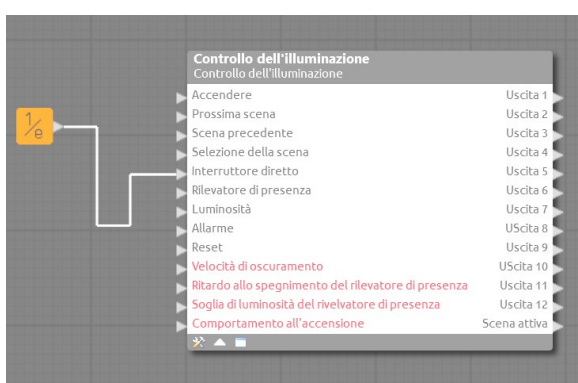 Controllo dell'illuminazione
Controllo dell'illuminazione
1/e
Accendere Uscita 1
Prossima scena Uscita 2
Scena precedente Uscita 3
Selezione della scena Uscita 4
Interruttore diretto Uscita 5
Rilevatore di presenza Uscita 6
Luminosità Uscita 7
Allarme UScita 8
Reset Uscita 9
Velocità di oscuramento UScita 10
Ritardo allo spegnimento del rilevatore di presenza Uscita 11
Soglia di luminosità del rivelvatore di presenza Uscita 12
Comportamento all'accensione Scena attiva